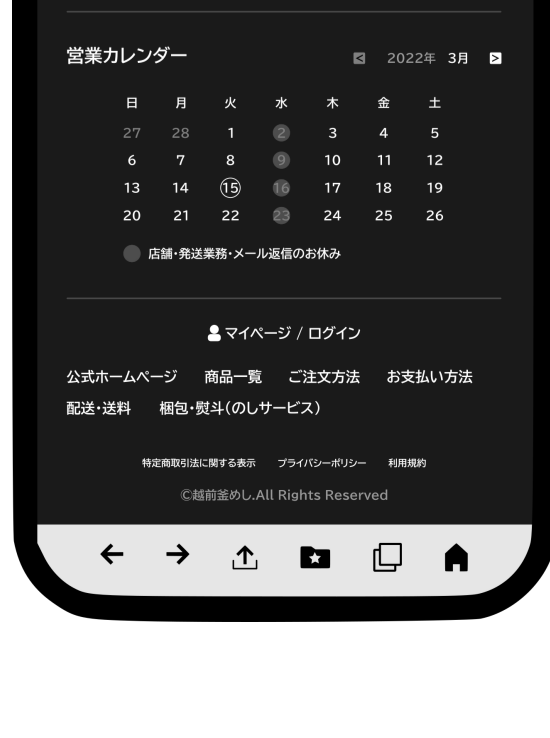 営業カレンダー < 2022年 3月 >
日 月 火 水 木 金 土
27 28 1 2 3 4 5
6 7 8 9 10 11 12
13 14 15 16 17 18 19
20 21 22 23 24 25 26
店舗・発送業務・メール返信のお休み
マイページ / ログイン
公式ホームページ 商品一覧 ご注文方法 お支払い方法
配送・送料 梱包・熨斗(のしサービス)
特定商取引法に関する表示 プライバシーポリシー 利用規約
©越前釜めし.All Rights Reserved